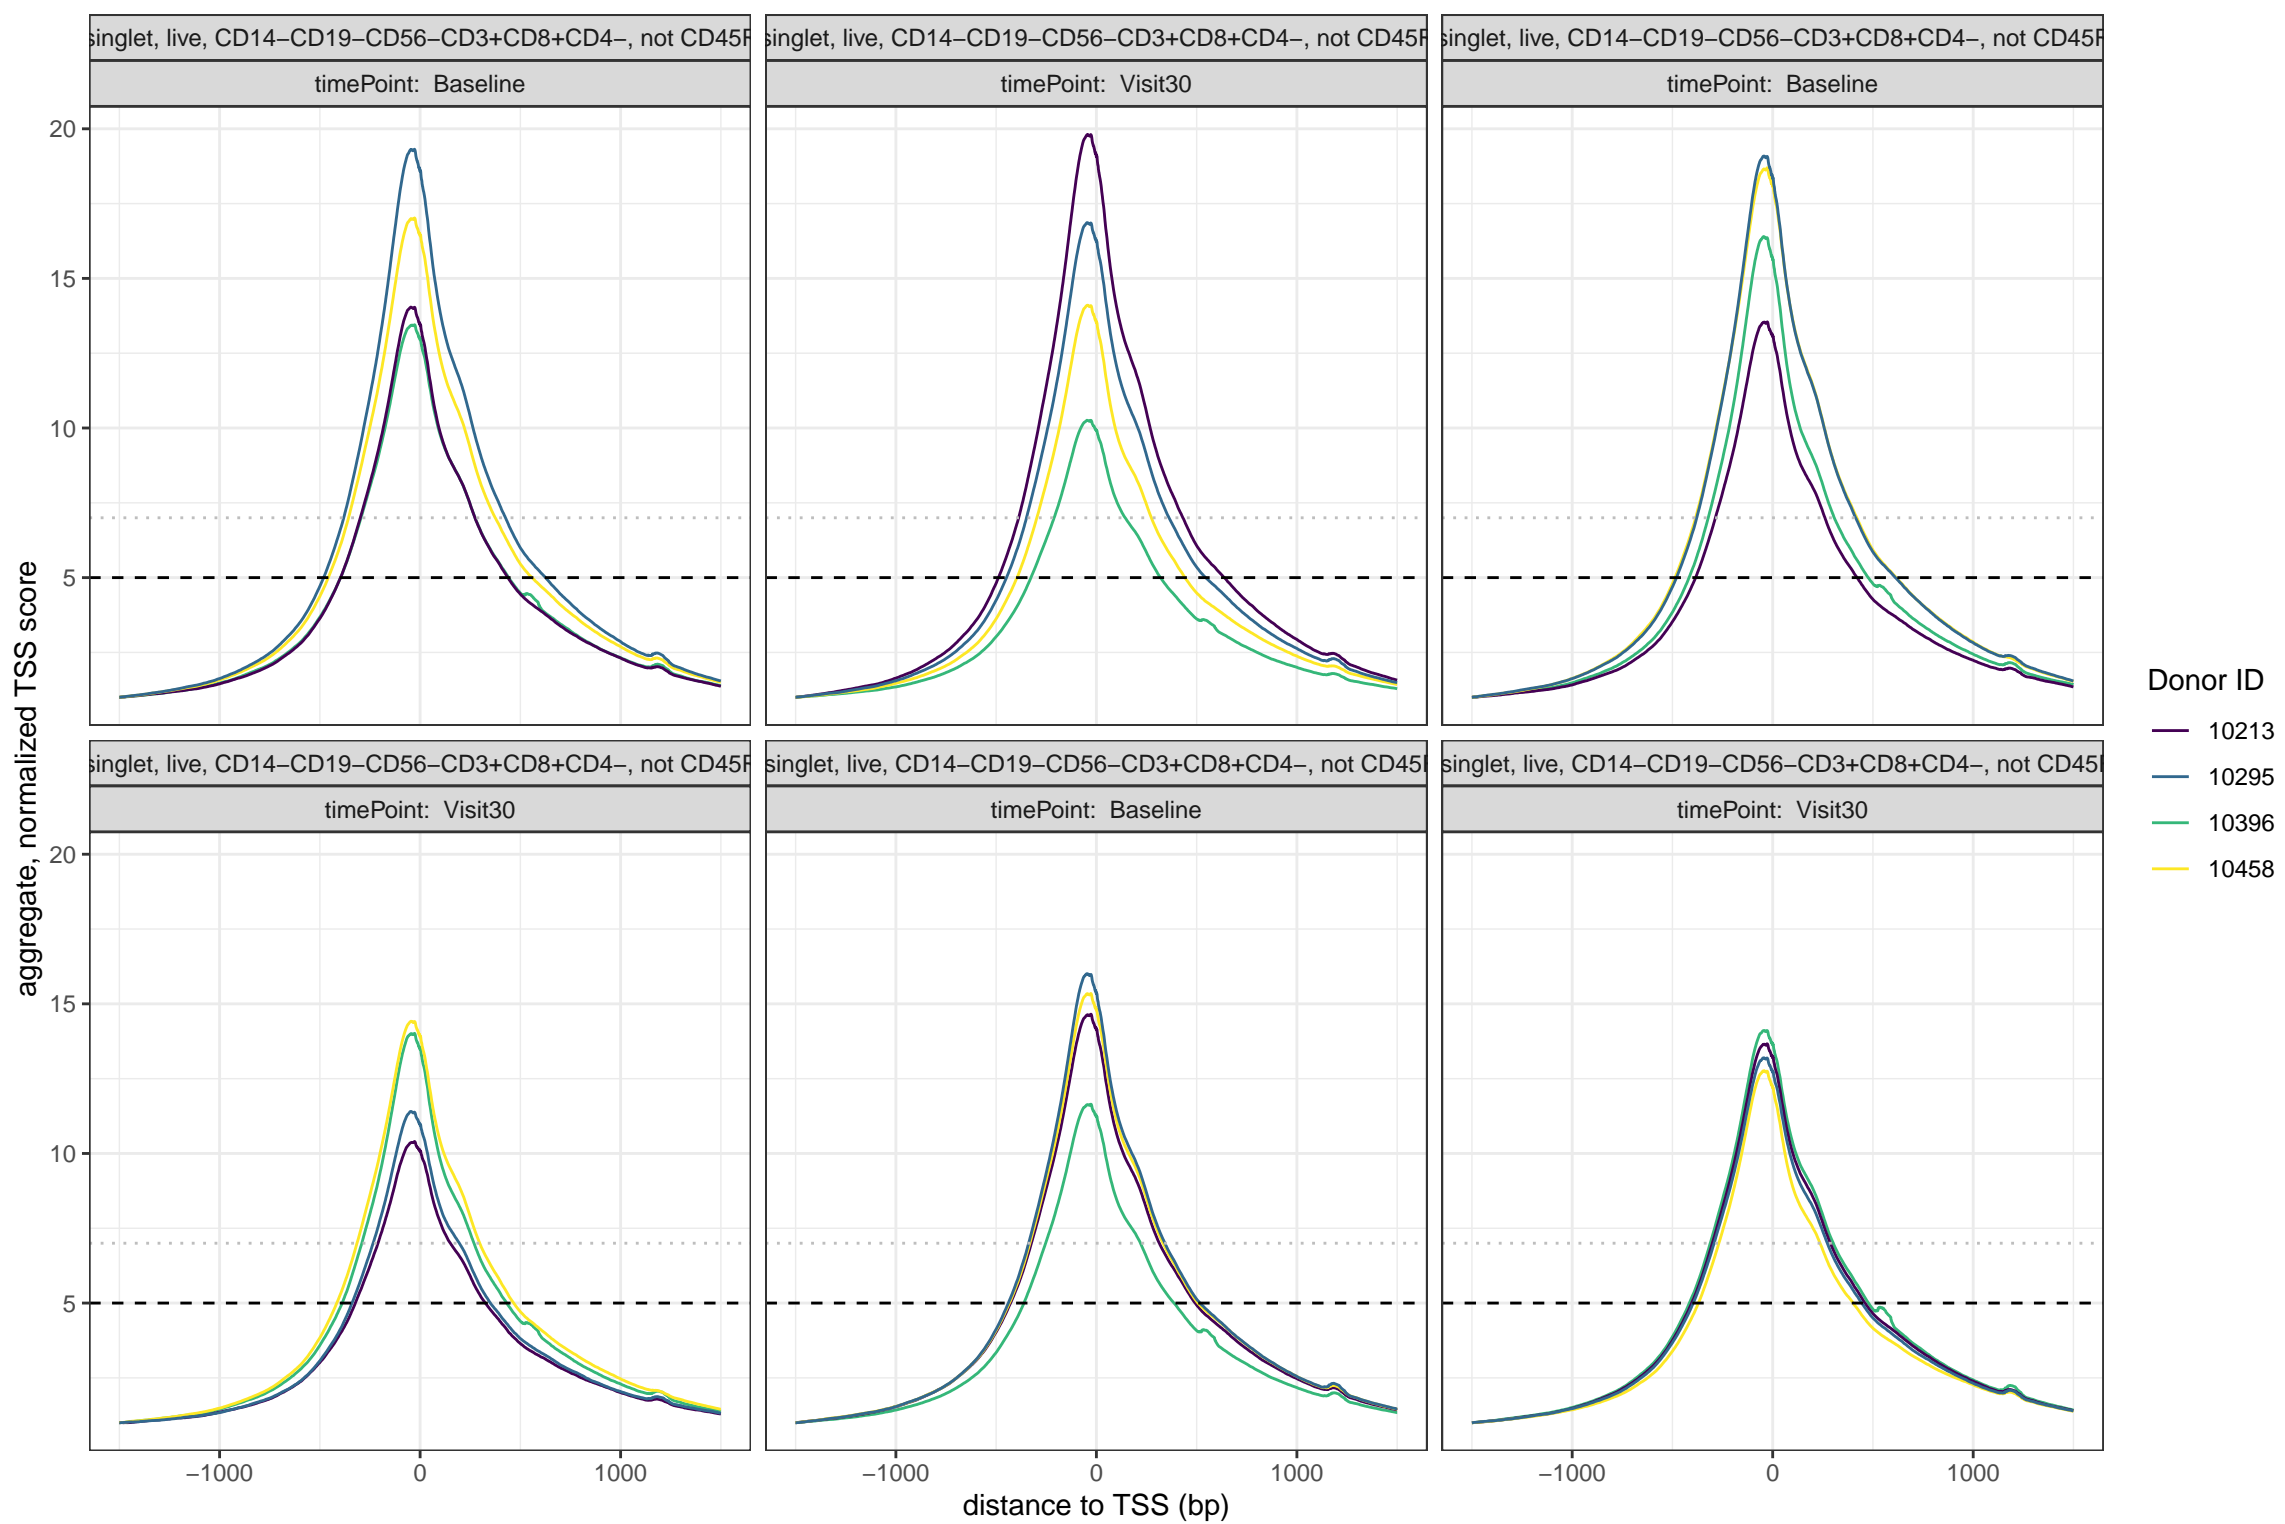 singlet, live, CD14−CD19−CD56−CD3+CD8+CD4−, not CD45
singlet, live, CD14−CD19−CD56−CD3+CD8+CD4−, not CD45
singlet, live, CD14−CD19−CD56−CD3+CD8+CD4−, not CD45
timePoint: Baseline
timePoint: Visit30
timePoint: Baseline
20
15
10
5
singlet, live, CD14−CD19−CD56−CD3+CD8+CD4−, not CD45
singlet, live, CD14−CD19−CD56−CD3+CD8+CD4−, not CD45
singlet, live, CD14−CD19−CD56−CD3+CD8+CD4−, not CD45
timePoint: Visit30
timePoint: Baseline
timePoint: Visit30
20
15
10
5
−1000 0 1000
−1000 0 1000
−1000 0 1000
distance to TSS (bp)
aggregate, normalized TSS score
Donor ID
10213
10295
10396
10458